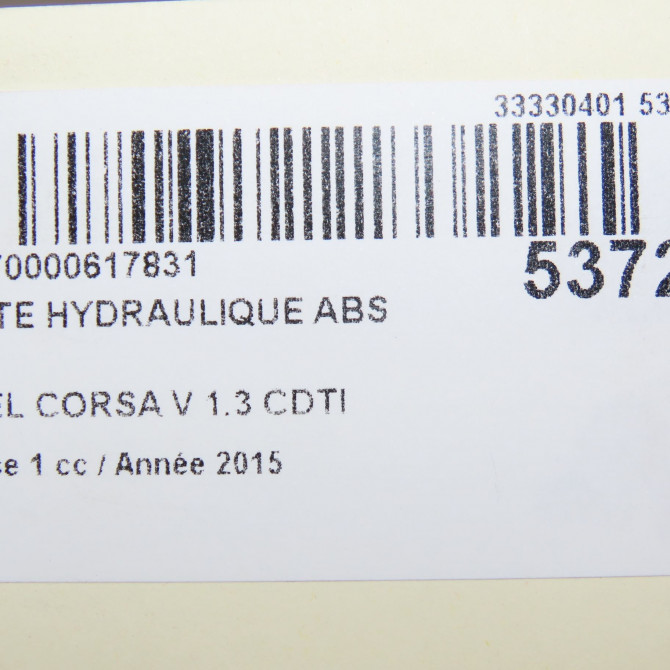 33330401 53
70000617831
5372
TE HYDRAULIQUE ABS
EL CORSA V 1.3 CDTI
se 1 cc / Année 2015